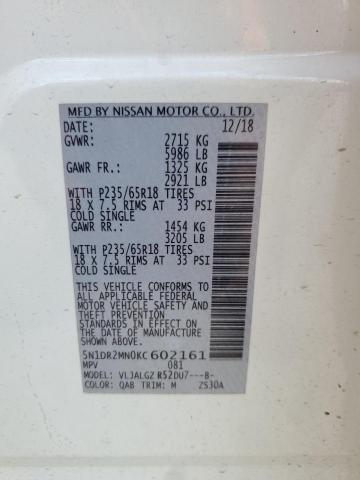 MFD BY NISSAN MOTOR CO., LTD.
DATE: 12/18
GVWR: 2715 KG
5986 LB
GAWR FR.: 1325 KG
2921 LB
WITH P235/65R18 TIRES
18 X 7.5 RIMS AT 33 PSI
COLD SINGLE
GAWR RR.: 1454 KG
3205 LB
WITH P235/65R18 TIRES
18 X 7.5 RIMS AT 33 PSI
COLD SINGLE
THIS VEHICLE CONFORMS TO
ALL APPLICABLE FEDERAL
MOTOR VEHICLE SAFETY
AND THEFT PREVENTION
STANDARDS IN EFFECT ON
THE DATE OF MANUFACTURE
SHOWN ABOVE.
5N1DR2MN0KC602161
MPV 081
MODEL: VLJALGZ R52DU7---B-
COLOR: QAB TRIM: M ZS30A